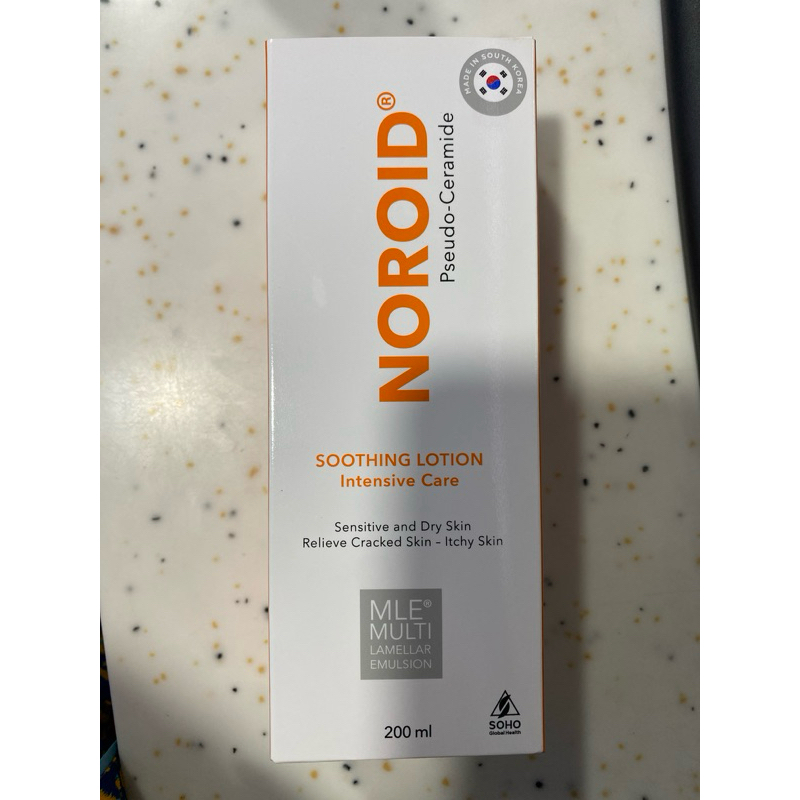 MADE IN SOUTH KOREA
NOROID®
Pseudo-Ceramide
SOOTHING LOTION
Intensive Care
Sensitive and Dry Skin
Relieve Cracked Skin – Itchy Skin
MLE®
MULTI
LAMELLAR
EMULSION
200 ml
SOHO
Global Health